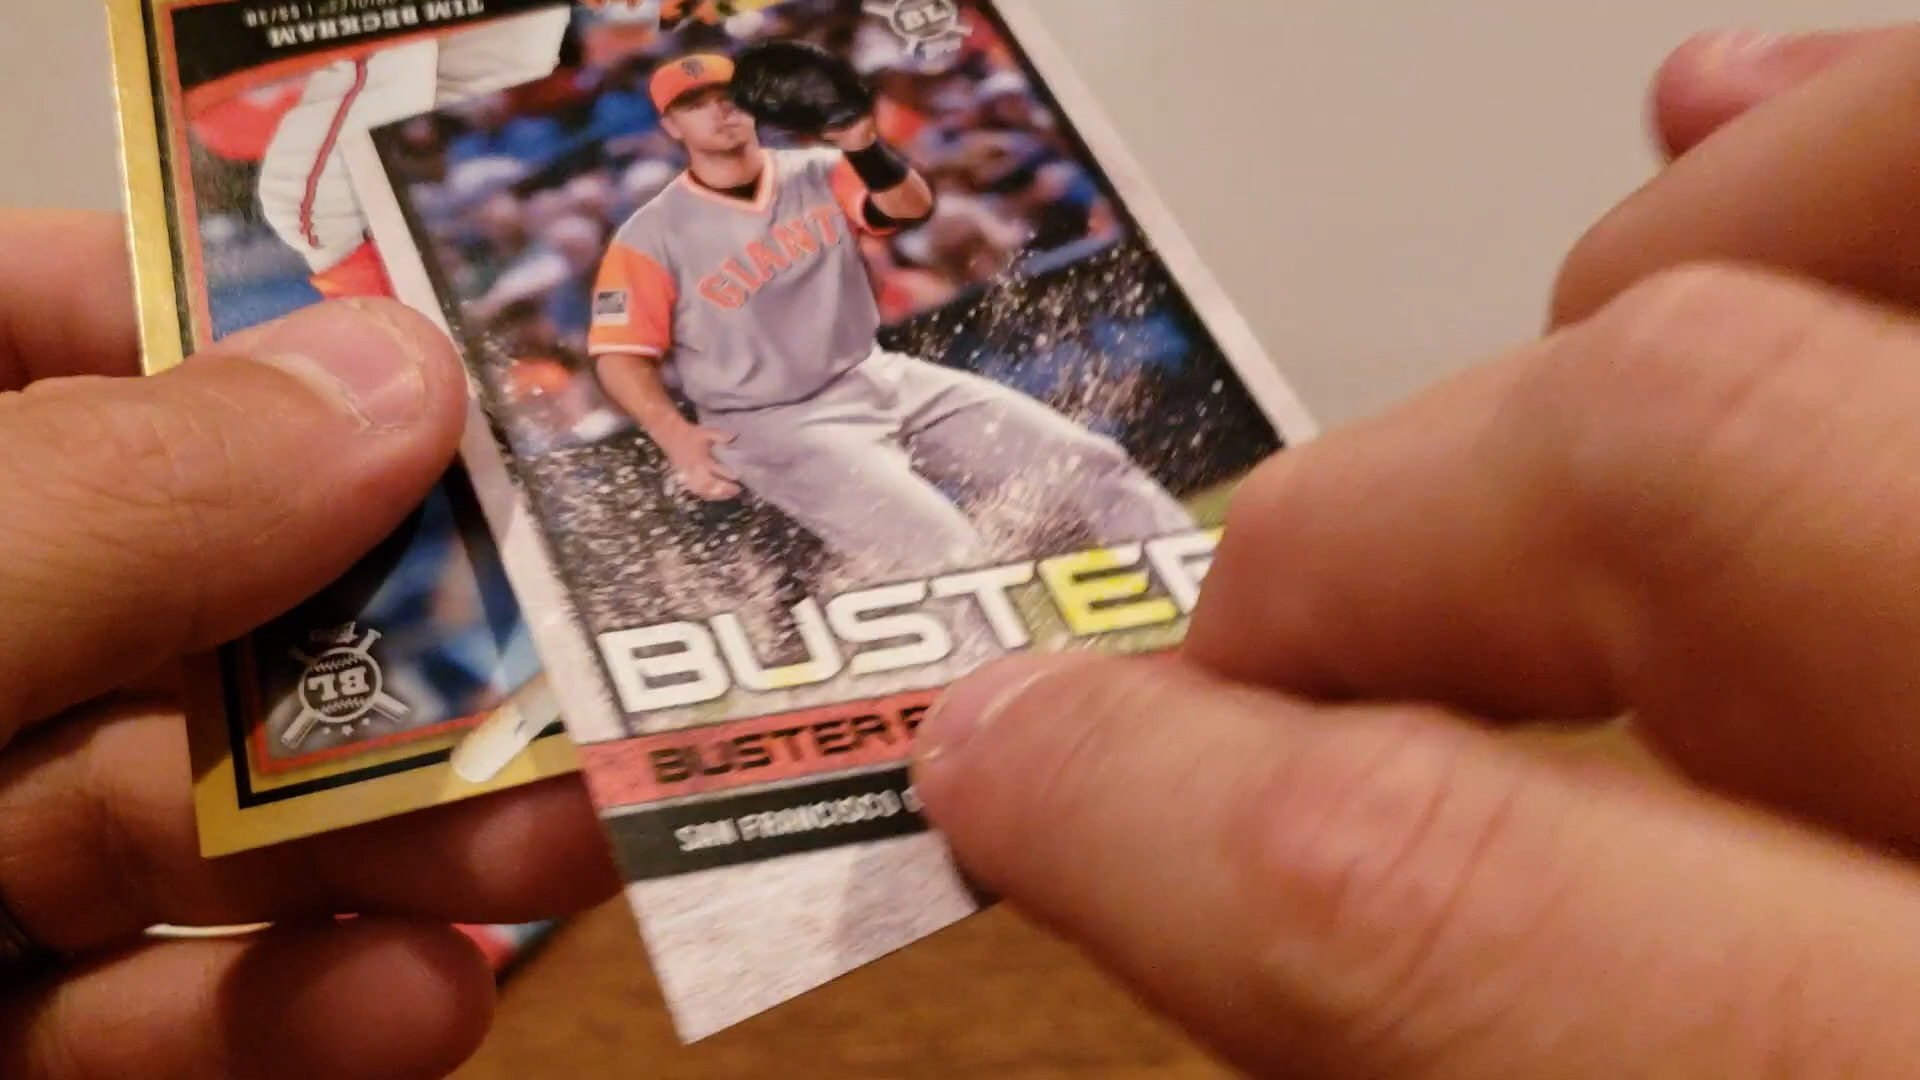 TIM BECKHAM
BL
GIANTS
BUSTER
BUSTER P
SAN FRANCISCO
BL